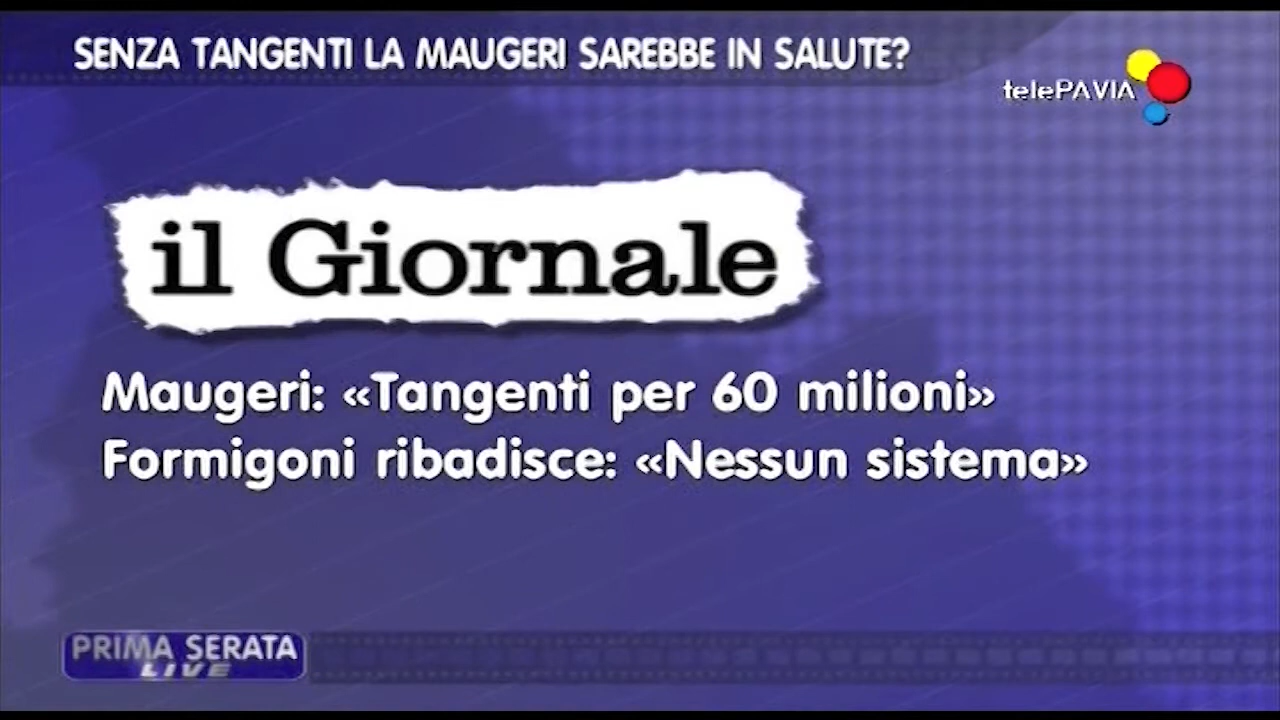 SENZA TANGENTI LA MAUGERI SAREBBE IN SALUTE?
telePAVIA
il Giornale
Maugeri: «Tangenti per 60 milioni»
Formigoni ribadisce: «Nessun sistema»
PRIMA SERATA
LIVE